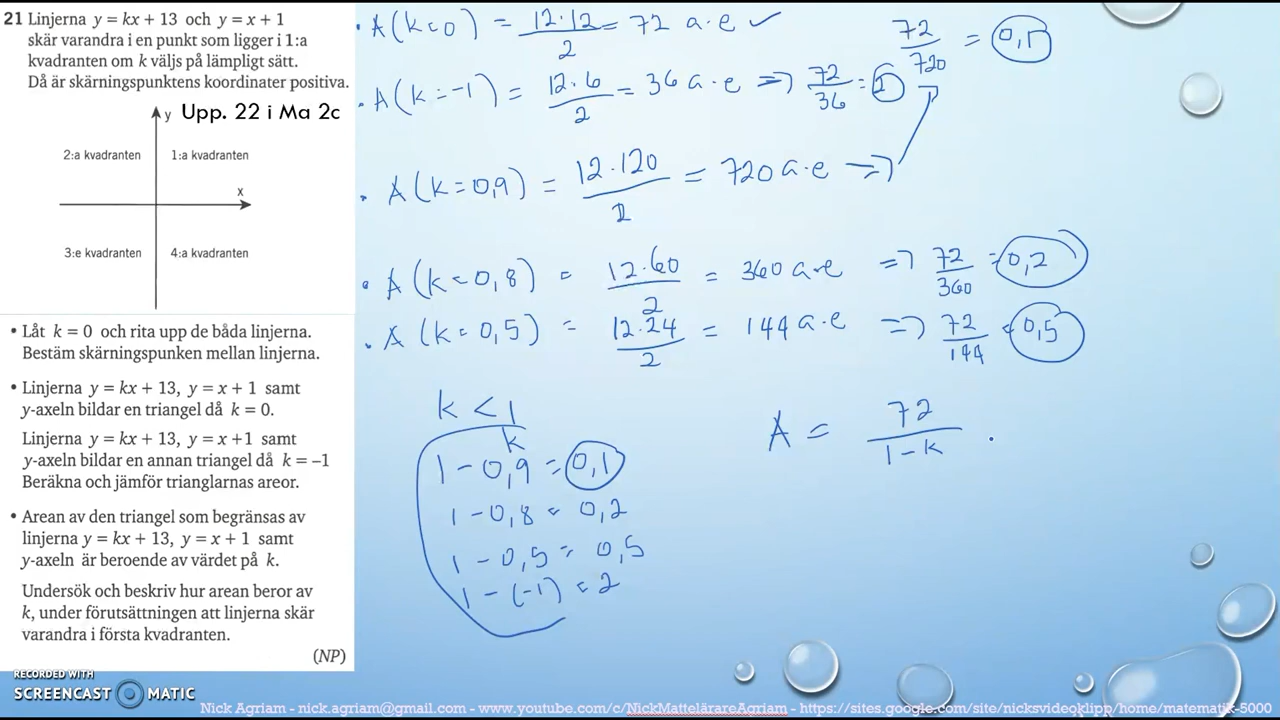 21 Linjerna y = kx + 13 och y = x + 1
skär varandra i en punkt som ligger i 1:a
kvadranten om k väljs på lämpligt sätt.
Då är skärningspunktens koordinater positiva.
y Upp. 22 i Ma 2c
2:a kvadranten 1:a kvadranten
x
3:e kvadranten 4:a kvadranten
• Låt k = 0 och rita upp de båda linjerna.
Bestäm skärningspunken mellan linjerna.
• Linjerna y = kx + 13, y = x + 1 samt
y-axeln bildar en triangel då k = 0.
Linjerna y = kx + 13, y = x +1 samt
y-axeln bildar en annan triangel då k = –1
Beräkna och jämför trianglarnas areor.
• Arean av den triangel som begränsas av
linjerna y = kx + 13, y = x + 1 samt
y-axeln är beroende av värdet på k.
Undersök och beskriv hur arean beror av
k, under förutsättningen att linjerna skär
varandra i första kvadranten.
(NP)
• A(k=0) = 12·12/2 = 72 a·e ✓
72/720 = 0,1
• A(k=-1) = 12·6/2 = 36 a·e => 72/36 = 2
• A(k=0,9) = 12·120/2 = 720 a·e =>
• A(k=0,8) = 12·60/2 = 360 a·e => 72/360 = 0,2
• A(k=0,5) = 12·24/2 = 144 a·e => 72/144 = 0,5
k < 1
k
1 - 0,9 = 0,1
1 - 0,8 = 0,2
1 - 0,5 = 0,5
1 - (-1) = 2
A = 72/1-k
RECORDED WITH
SCREENCAST MATIC
Nick Agriam - nick.agriam@gmail.com - www.youtube.com/c/NickMattelärareAgriam - https://sites.google.com/site/nicksvideoklipp/home/matematik-5000